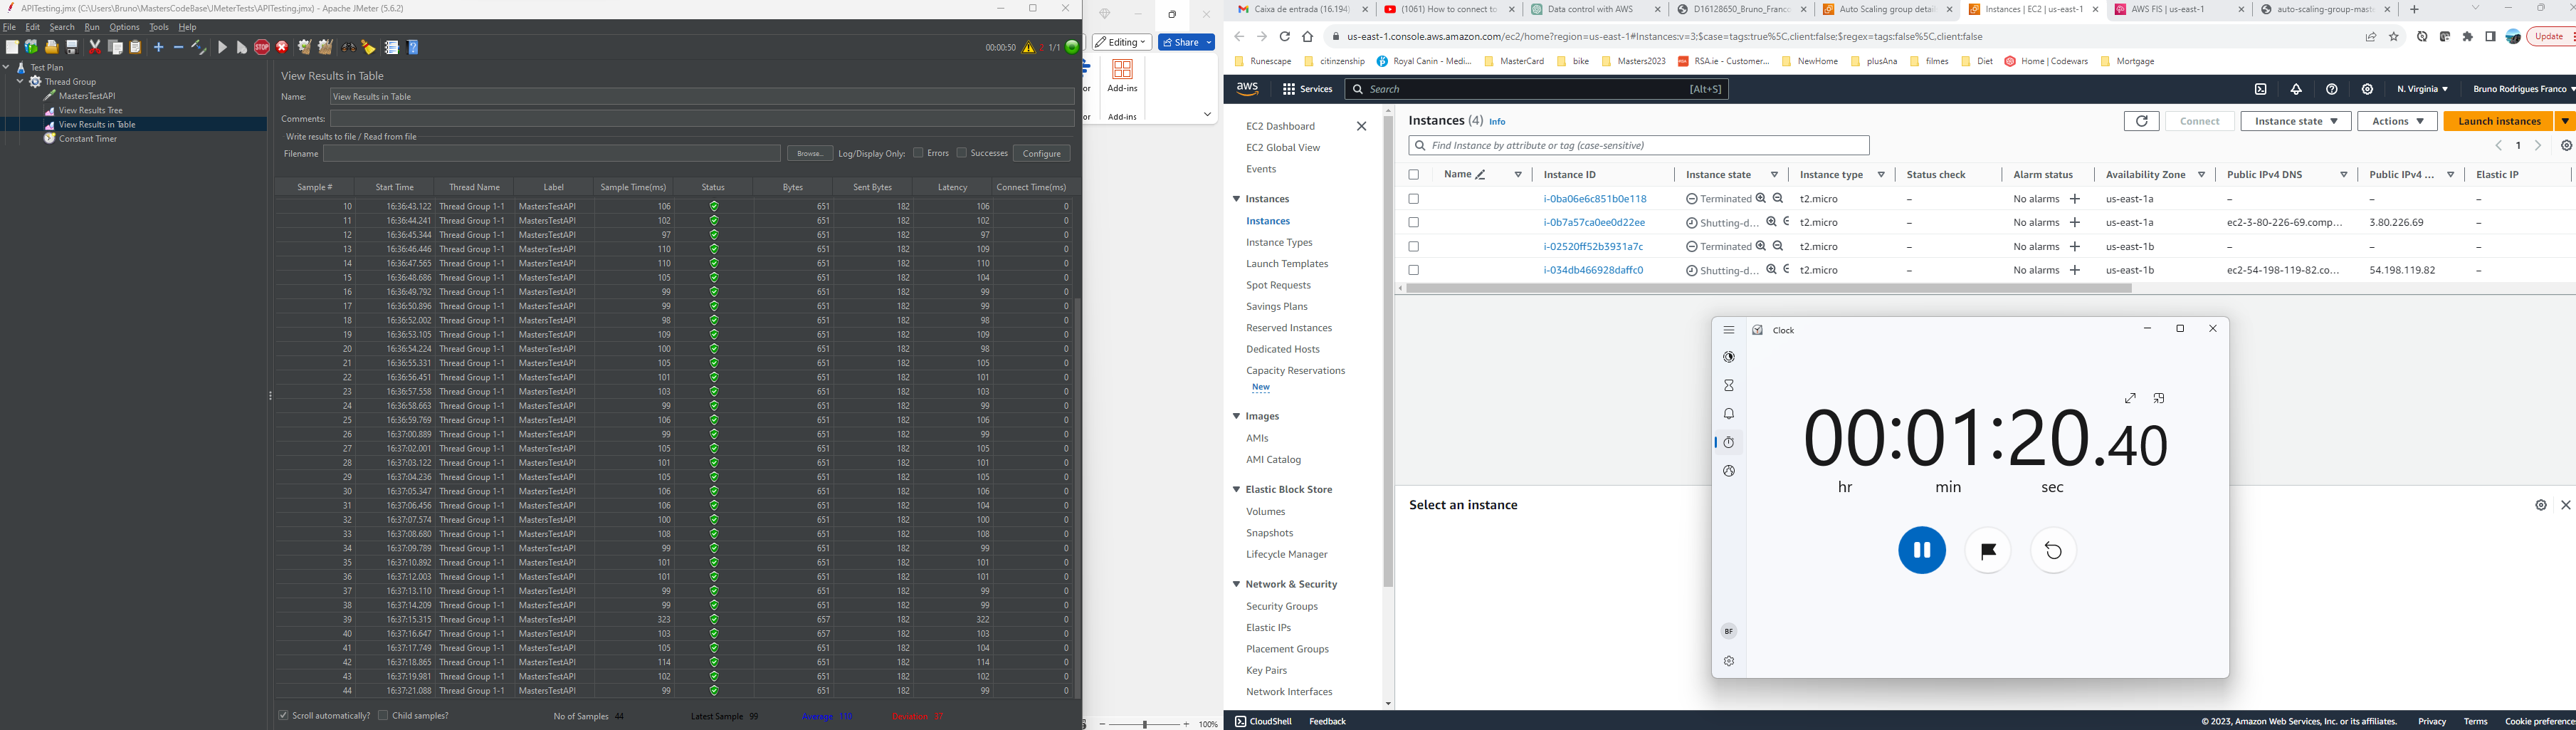 APITesting.jmx (C:\Users\Bruno\MastersCodeBase\JMeterTests\APITesting.jmx) - Apache JMeter (5.6.2)
File Edit Search Run Options Tools Help
00:00:50 2 1/1
Test Plan
Thread Group
MastersTestAPI
View Results Tree
View Results in Table
Constant Timer
View Results in Table
Name: View Results in Table
Comments:
Write results to file / Read from file
Filename Browse... Log/Display Only: Errors Successes Configure
Sample # Start Time Thread Name Label Sample Time(ms) Status Bytes Sent Bytes Latency Connect Time(ms)
10 16:36:43.122 Thread Group 1-1 MastersTestAPI 106 651 182 106 0
11 16:36:44.241 Thread Group 1-1 MastersTestAPI 102 651 182 102 0
12 16:36:45.344 Thread Group 1-1 MastersTestAPI 97 651 182 97 0
13 16:36:46.446 Thread Group 1-1 MastersTestAPI 110 651 182 109 0
14 16:36:47.565 Thread Group 1-1 MastersTestAPI 110 651 182 110 0
15 16:36:48.686 Thread Group 1-1 MastersTestAPI 105 651 182 104 0
16 16:36:49.792 Thread Group 1-1 MastersTestAPI 99 651 182 99 0
17 16:36:50.896 Thread Group 1-1 MastersTestAPI 99 651 182 99 0
18 16:36:52.002 Thread Group 1-1 MastersTestAPI 98 651 182 98 0
19 16:36:53.105 Thread Group 1-1 MastersTestAPI 109 651 182 109 0
20 16:36:54.224 Thread Group 1-1 MastersTestAPI 100 651 182 98 0
21 16:36:55.331 Thread Group 1-1 MastersTestAPI 105 651 182 105 0
22 16:36:56.451 Thread Group 1-1 MastersTestAPI 101 651 182 101 0
23 16:36:57.558 Thread Group 1-1 MastersTestAPI 103 651 182 103 0
24 16:36:58.663 Thread Group 1-1 MastersTestAPI 99 651 182 99 0
25 16:36:59.769 Thread Group 1-1 MastersTestAPI 106 651 182 106 0
26 16:37:00.889 Thread Group 1-1 MastersTestAPI 99 651 182 99 0
27 16:37:02.001 Thread Group 1-1 MastersTestAPI 105 651 182 105 0
28 16:37:03.122 Thread Group 1-1 MastersTestAPI 101 651 182 101 0
29 16:37:04.236 Thread Group 1-1 MastersTestAPI 105 651 182 105 0
30 16:37:05.347 Thread Group 1-1 MastersTestAPI 106 651 182 106 0
31 16:37:06.456 Thread Group 1-1 MastersTestAPI 106 651 182 104 0
32 16:37:07.574 Thread Group 1-1 MastersTestAPI 100 651 182 100 0
33 16:37:08.680 Thread Group 1-1 MastersTestAPI 108 651 182 108 0
34 16:37:09.789 Thread Group 1-1 MastersTestAPI 99 651 182 99 0
35 16:37:10.892 Thread Group 1-1 MastersTestAPI 101 651 182 101 0
36 16:37:12.003 Thread Group 1-1 MastersTestAPI 101 651 182 101 0
37 16:37:13.110 Thread Group 1-1 MastersTestAPI 99 651 182 99 0
38 16:37:14.209 Thread Group 1-1 MastersTestAPI 99 651 182 99 0
39 16:37:15.315 Thread Group 1-1 MastersTestAPI 323 657 182 322 0
40 16:37:16.647 Thread Group 1-1 MastersTestAPI 103 657 182 103 0
41 16:37:17.749 Thread Group 1-1 MastersTestAPI 105 651 182 104 0
42 16:37:18.865 Thread Group 1-1 MastersTestAPI 114 651 182 114 0
43 16:37:19.981 Thread Group 1-1 MastersTestAPI 102 651 182 102 0
44 16:37:21.088 Thread Group 1-1 MastersTestAPI 99 651 182 99 0
Scroll automatically? Child samples? No of Samples 44 Latest Sample 99 Average 110 Deviation 37
Editing Share
Add-ins
Add-ins
100%
Caixa de entrada (16.194) (1061) How to connect to Data control with AWS D16128650_Bruno_Franco Auto Scaling group detail Instances | EC2 | us-east-1 AWS FIS | us-east-1 auto-scaling-group-maste
us-east-1.console.aws.amazon.com/ec2/home?region=us-east-1#Instances:v=3;$case=tags:true%5C,client:false;$regex=tags:false%5C,client:false Update
Runescape citinzenship Royal Canin - Medi... MasterCard bike Masters2023 RSA.ie - Customer... NewHome plusAna filmes Diet Home | Codewars Mortgage
aws Services Search [Alt+S] N. Virginia Bruno Rodrigues Franco
EC2 Dashboard
EC2 Global View
Events
Instances
Instances
Instance Types
Launch Templates
Spot Requests
Savings Plans
Reserved Instances
Dedicated Hosts
Capacity Reservations
New
Images
AMIs
AMI Catalog
Elastic Block Store
Volumes
Snapshots
Lifecycle Manager
Network & Security
Security Groups
Elastic IPs
Placement Groups
Key Pairs
Network Interfaces
Instances (4) Info Connect Instance state Actions Launch instances
Find Instance by attribute or tag (case-sensitive) 1
Name Instance ID Instance state Instance type Status check Alarm status Availability Zone Public IPv4 DNS Public IPv4 ... Elastic IP
i-0ba06e6c851b0e118 Terminated t2.micro – No alarms us-east-1a – – –
i-0b7a57ca0ee0d22ee Shutting-d... t2.micro – No alarms us-east-1a ec2-3-80-226-69.comp... 3.80.226.69 –
i-02520ff52b3931a7c Terminated t2.micro – No alarms us-east-1b – – –
i-034db466928daffc0 Shutting-d... t2.micro – No alarms us-east-1b ec2-54-198-119-82.co... 54.198.119.82 –
Select an instance
Clock
00:01:20.40
hr min sec
BF
CloudShell Feedback © 2023, Amazon Web Services, Inc. or its affiliates. Privacy Terms Cookie preferences